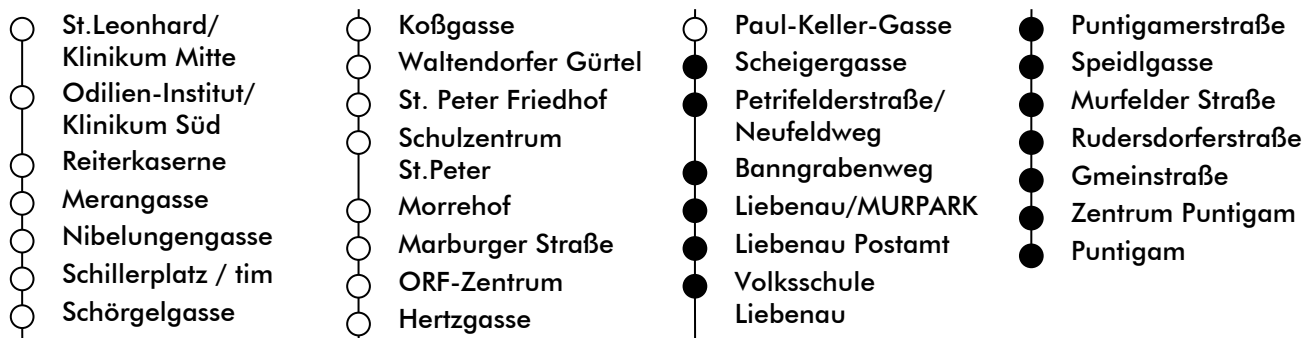 St.Leonhard/
Klinikum Mitte
Odilien-Institut/
Klinikum Süd
Reiterkaserne
Merangasse
Nibelungengasse
Schillerplatz / tim
Schörgelgasse
Koßgasse
Waltendorfer Gürtel
St. Peter Friedhof
Schulzentrum
St.Peter
Morrehof
Marburger Straße
ORF-Zentrum
Hertzgasse
Paul-Keller-Gasse
Scheigergasse
Petrifelderstraße/
Neufeldweg
Banngrabenweg
Liebenau/MURPARK
Liebenau Postamt
Volksschule
Liebenau
Puntigamerstraße
Speidlgasse
Murfelder Straße
Rudersdorferstraße
Gmeinstraße
Zentrum Puntigam
Puntigam